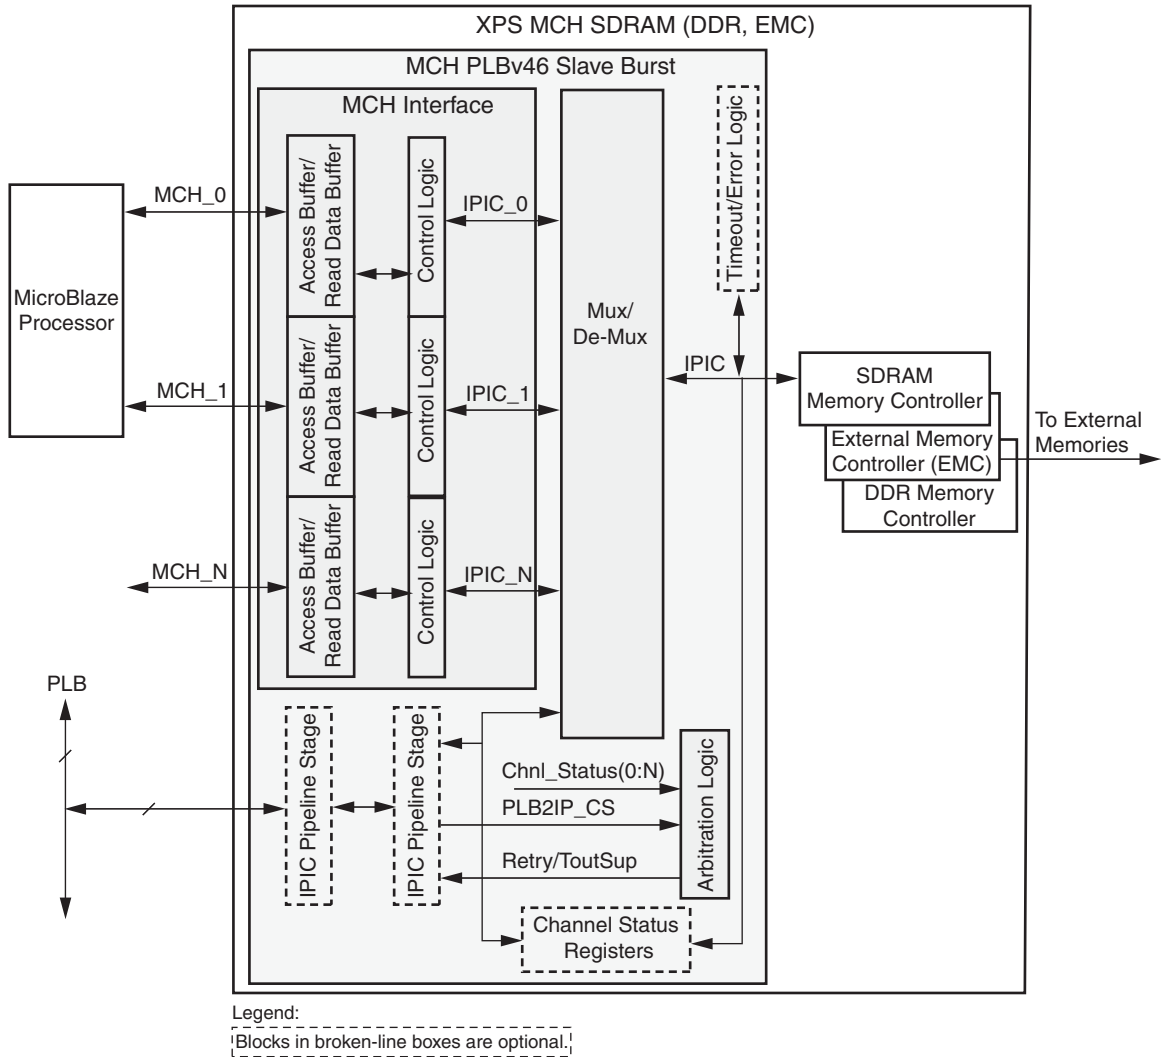 XPS MCH SDRAM (DDR, EMC)
MCH PLBv46 Slave Burst
MCH Interface
Timeout/Error Logic
MicroBlaze
Processor
MCH_0
Access Buffer/
Read Data Buffer
Control Logic
IPIC_0
Mux/
De-Mux
IPIC
MCH_1
Access Buffer/
Read Data Buffer
Control Logic
IPIC_1
SDRAM
Memory Controller
External Memory
Controller (EMC)
DDR Memory
Controller
To External
Memories
MCH_N
Access Buffer/
Read Data Buffer
Control Logic
IPIC_N
PLB
IPIC Pipeline Stage
IPIC Pipeline Stage
Chnl_Status(0:N)
PLB2IP_CS
Retry/ToutSup
Arbitration Logic
Channel Status
Registers
Legend:
Blocks in broken-line boxes are optional.